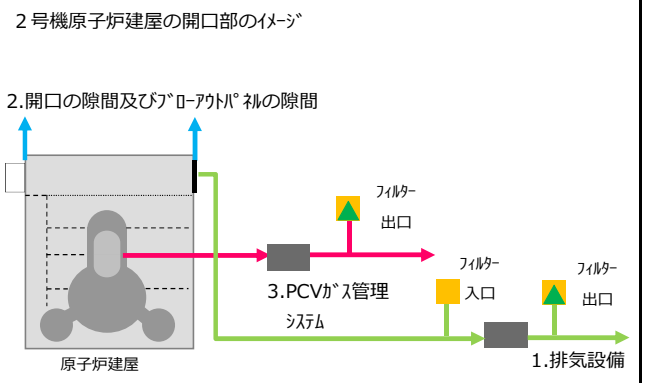 ２号機原子炉建屋の開口部のｲﾒｰｼﾞ
2.開口の隙間及びﾌﾞﾛｰｱｳﾄﾊﾟﾈﾙの隙間
ﾌｨﾙﾀｰ
出口
3.PCVｶﾞｽ管理
ｼｽﾃﾑ
ﾌｨﾙﾀｰ
入口
ﾌｨﾙﾀｰ
出口
1.排気設備
原子炉建屋